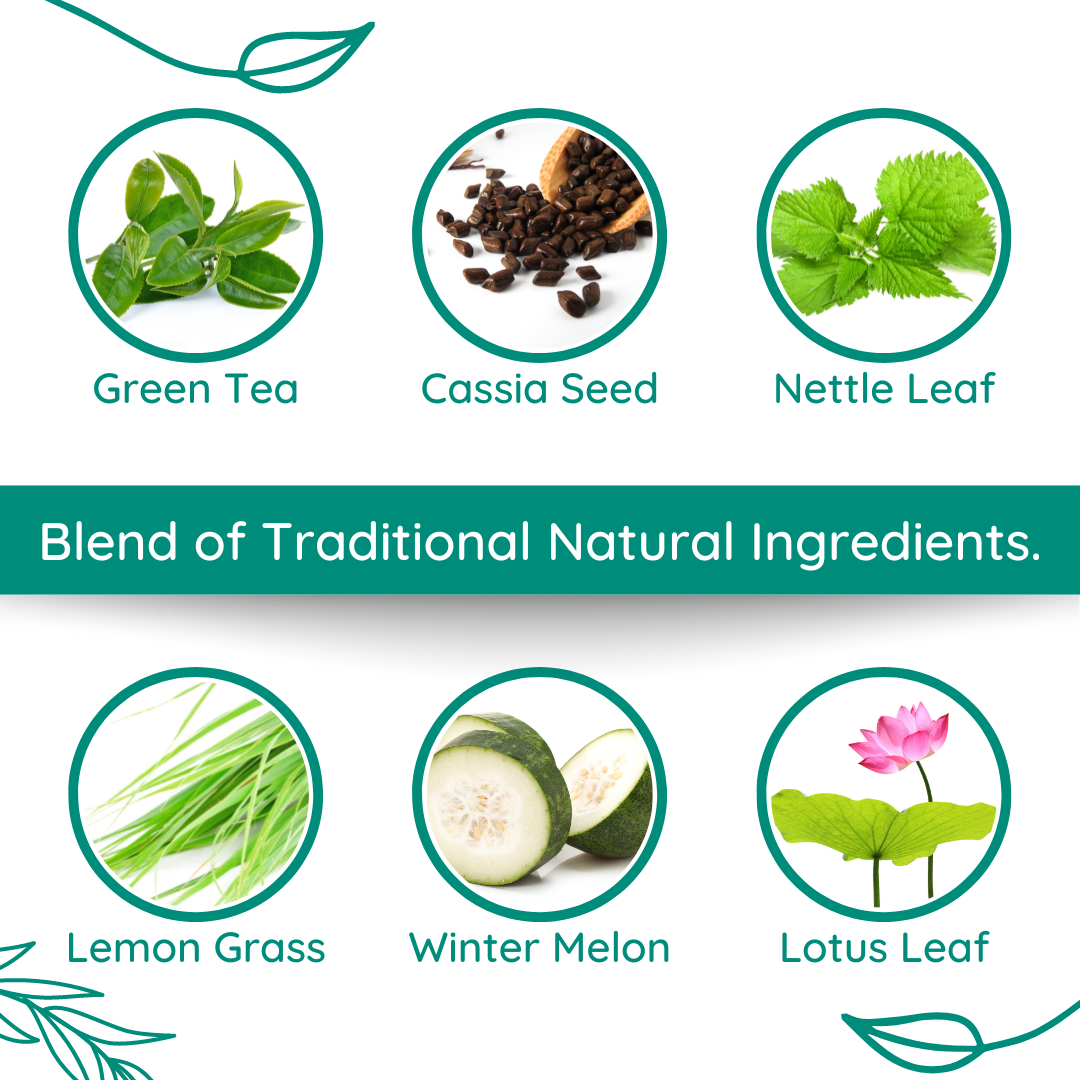 Green Tea
Cassia Seed
Nettle Leaf
Blend of Traditional Natural Ingredients.
Lemon Grass
Winter Melon
Lotus Leaf